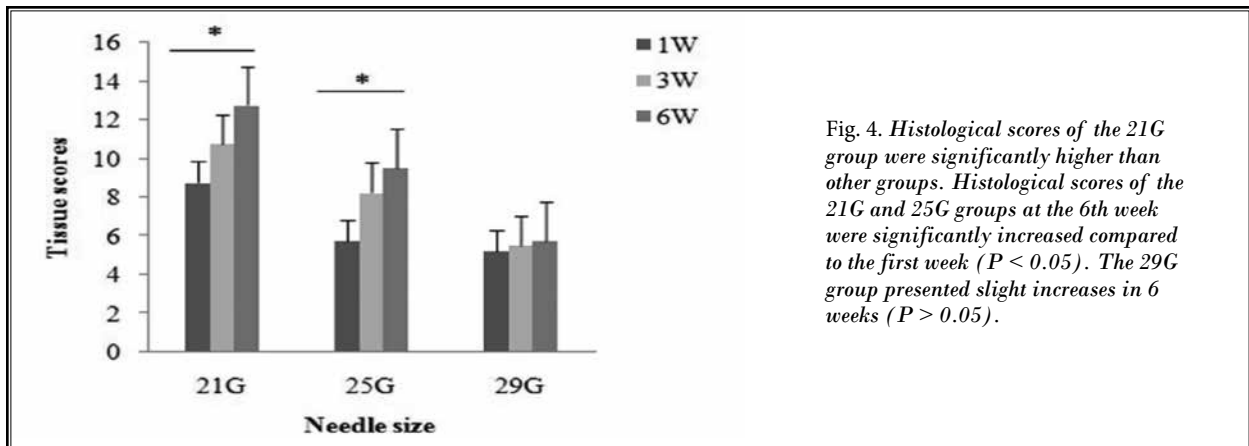 Tissue scores
16
14
12
10
8
6
4
2
0
*
*
1W
3W
6W
21G 25G 29G
Needle size
Fig. 4. Histological scores of the 21G
group were significantly higher than
other groups. Histological scores of the
21G and 25G groups at the 6th week
were significantly increased compared
to the first week (P < 0.05). The 29G
group presented slight increases in 6
weeks (P > 0.05).